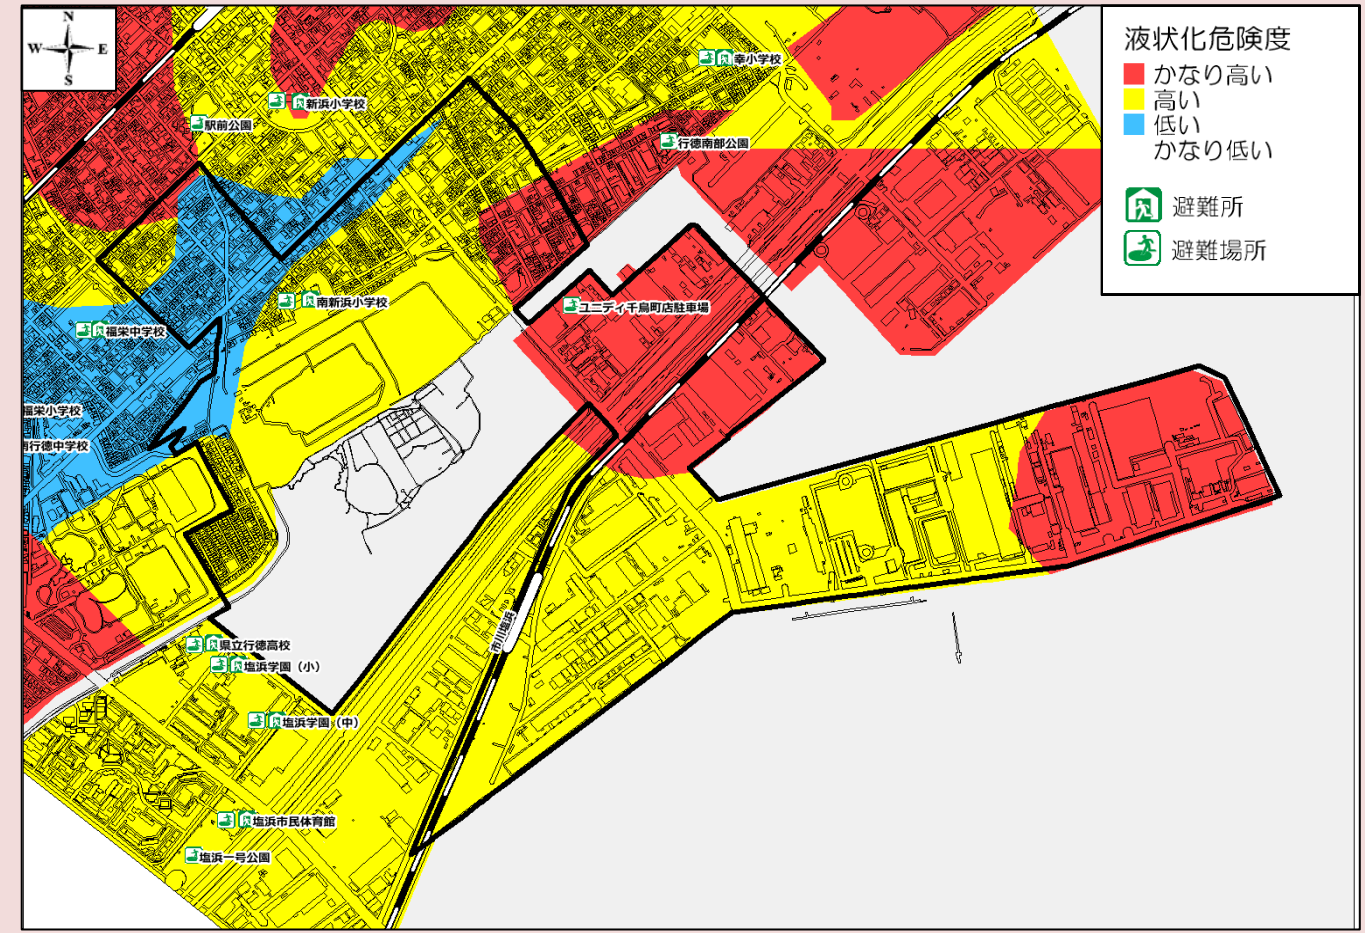 N
W E
S
液状化危険度
かなり高い
高い
低い
かなり低い
避難所
避難場所
幸小学校
新浜小学校
駅前公園
行徳南部公園
南新浜小学校
ユニディ千鳥町店駐車場
福栄中学校
福栄小学校
南行徳中学校
市川塩浜
県立行徳高校
塩浜学園（小）
塩浜学園（中）
塩浜市民体育館
塩浜一号公園